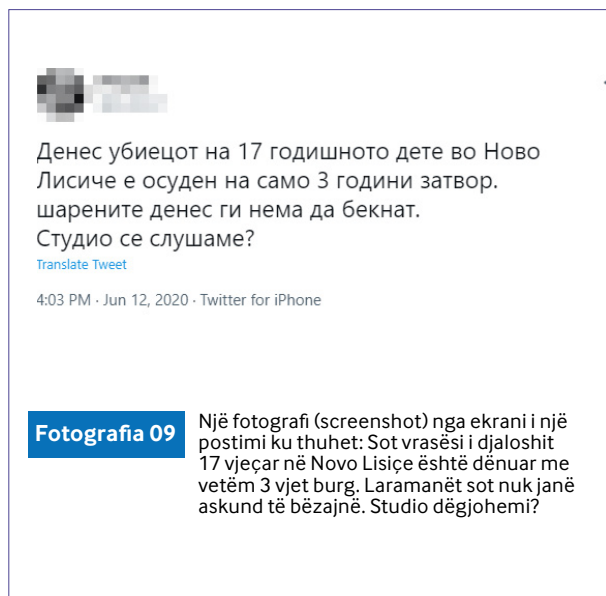 Денес убиецот на 17 годишното дете во Ново
Лисиче е осуден на само 3 години затвор.
шарените денес ги нема да бекнат.
Студио се слушаме?
Translate Tweet
4:03 PM · Jun 12, 2020 · Twitter for iPhone
Fotografia 09
Një fotografi (screenshot) nga ekrani i një
postimi ku thuhet: Sot vrasësi i djaloshit
17 vjeçar në Novo Lisiçe është dënuar me
vetëm 3 vjet burg. Laramanët sot nuk janë
askund të bëzajnë. Studio dëgjohemi?